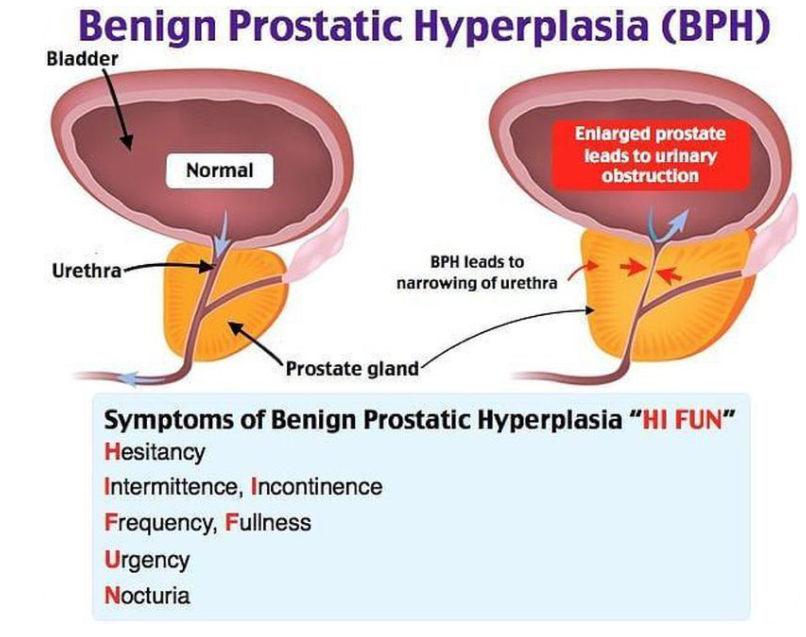 Benign Prostatic Hyperplasia (BPH)
Bladder
Normal
Enlarged prostate
leads to urinary
obstruction
Urethra
BPH leads to
narrowing of urethra
Prostate gland
Symptoms of Benign Prostatic Hyperplasia "HI FUN"
Hesitancy
Intermittence, Incontinence
Frequency, Fullness
Urgency
Nocturia